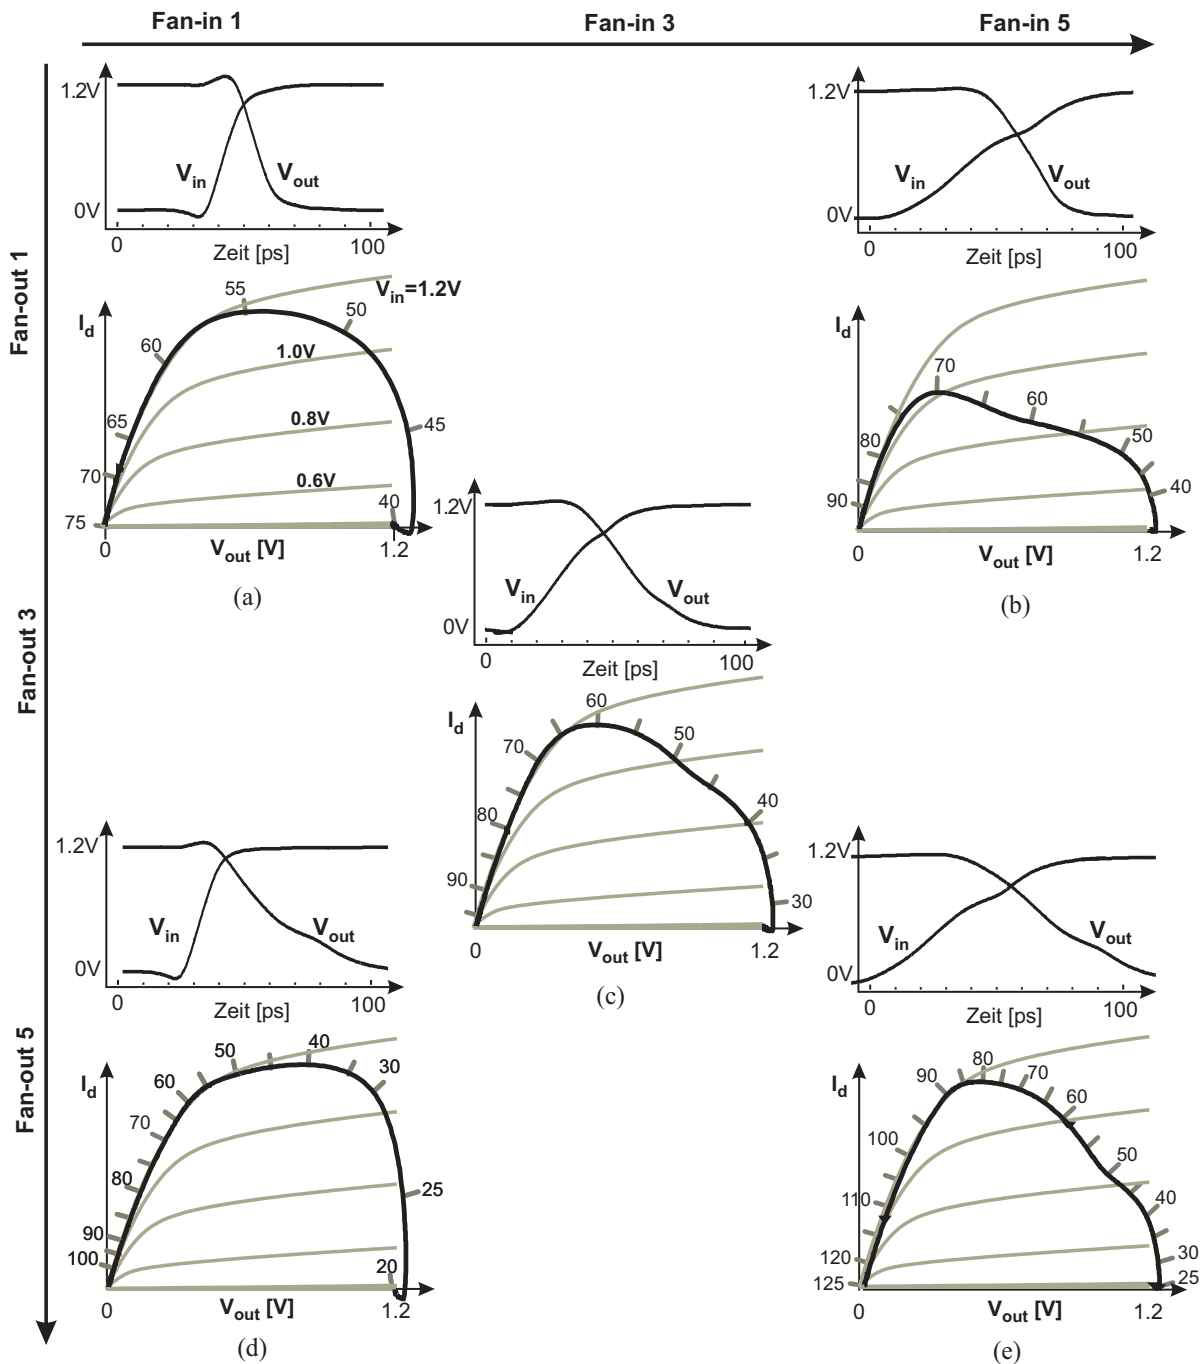 Fan-in 1
Fan-in 3
Fan-in 5
Fan-out 1
Fan-out 3
Fan-out 5
1.2V
0V
V_in
V_out
0
Zeit [ps]
100
I_d
V_in=1.2V
1.0V
0.8V
0.6V
55
50
60
45
65
70
40
75
0
V_out [V]
1.2
(a)
1.2V
0V
V_in
V_out
0
Zeit [ps]
100
I_d
70
60
50
80
40
90
0
V_out [V]
1.2
(b)
1.2V
0V
V_in
V_out
0
Zeit [ps]
100
I_d
60
50
70
40
80
90
30
0
V_out [V]
1.2
(c)
1.2V
0V
V_in
V_out
0
Zeit [ps]
100
I_d
50
40
30
60
70
80
25
90
100
20
0
V_out [V]
1.2
(d)
1.2V
0V
V_in
V_out
0
Zeit [ps]
100
I_d
80
90
70
60
100
50
110
40
120
30
125
25
0
V_out [V]
1.2
(e)